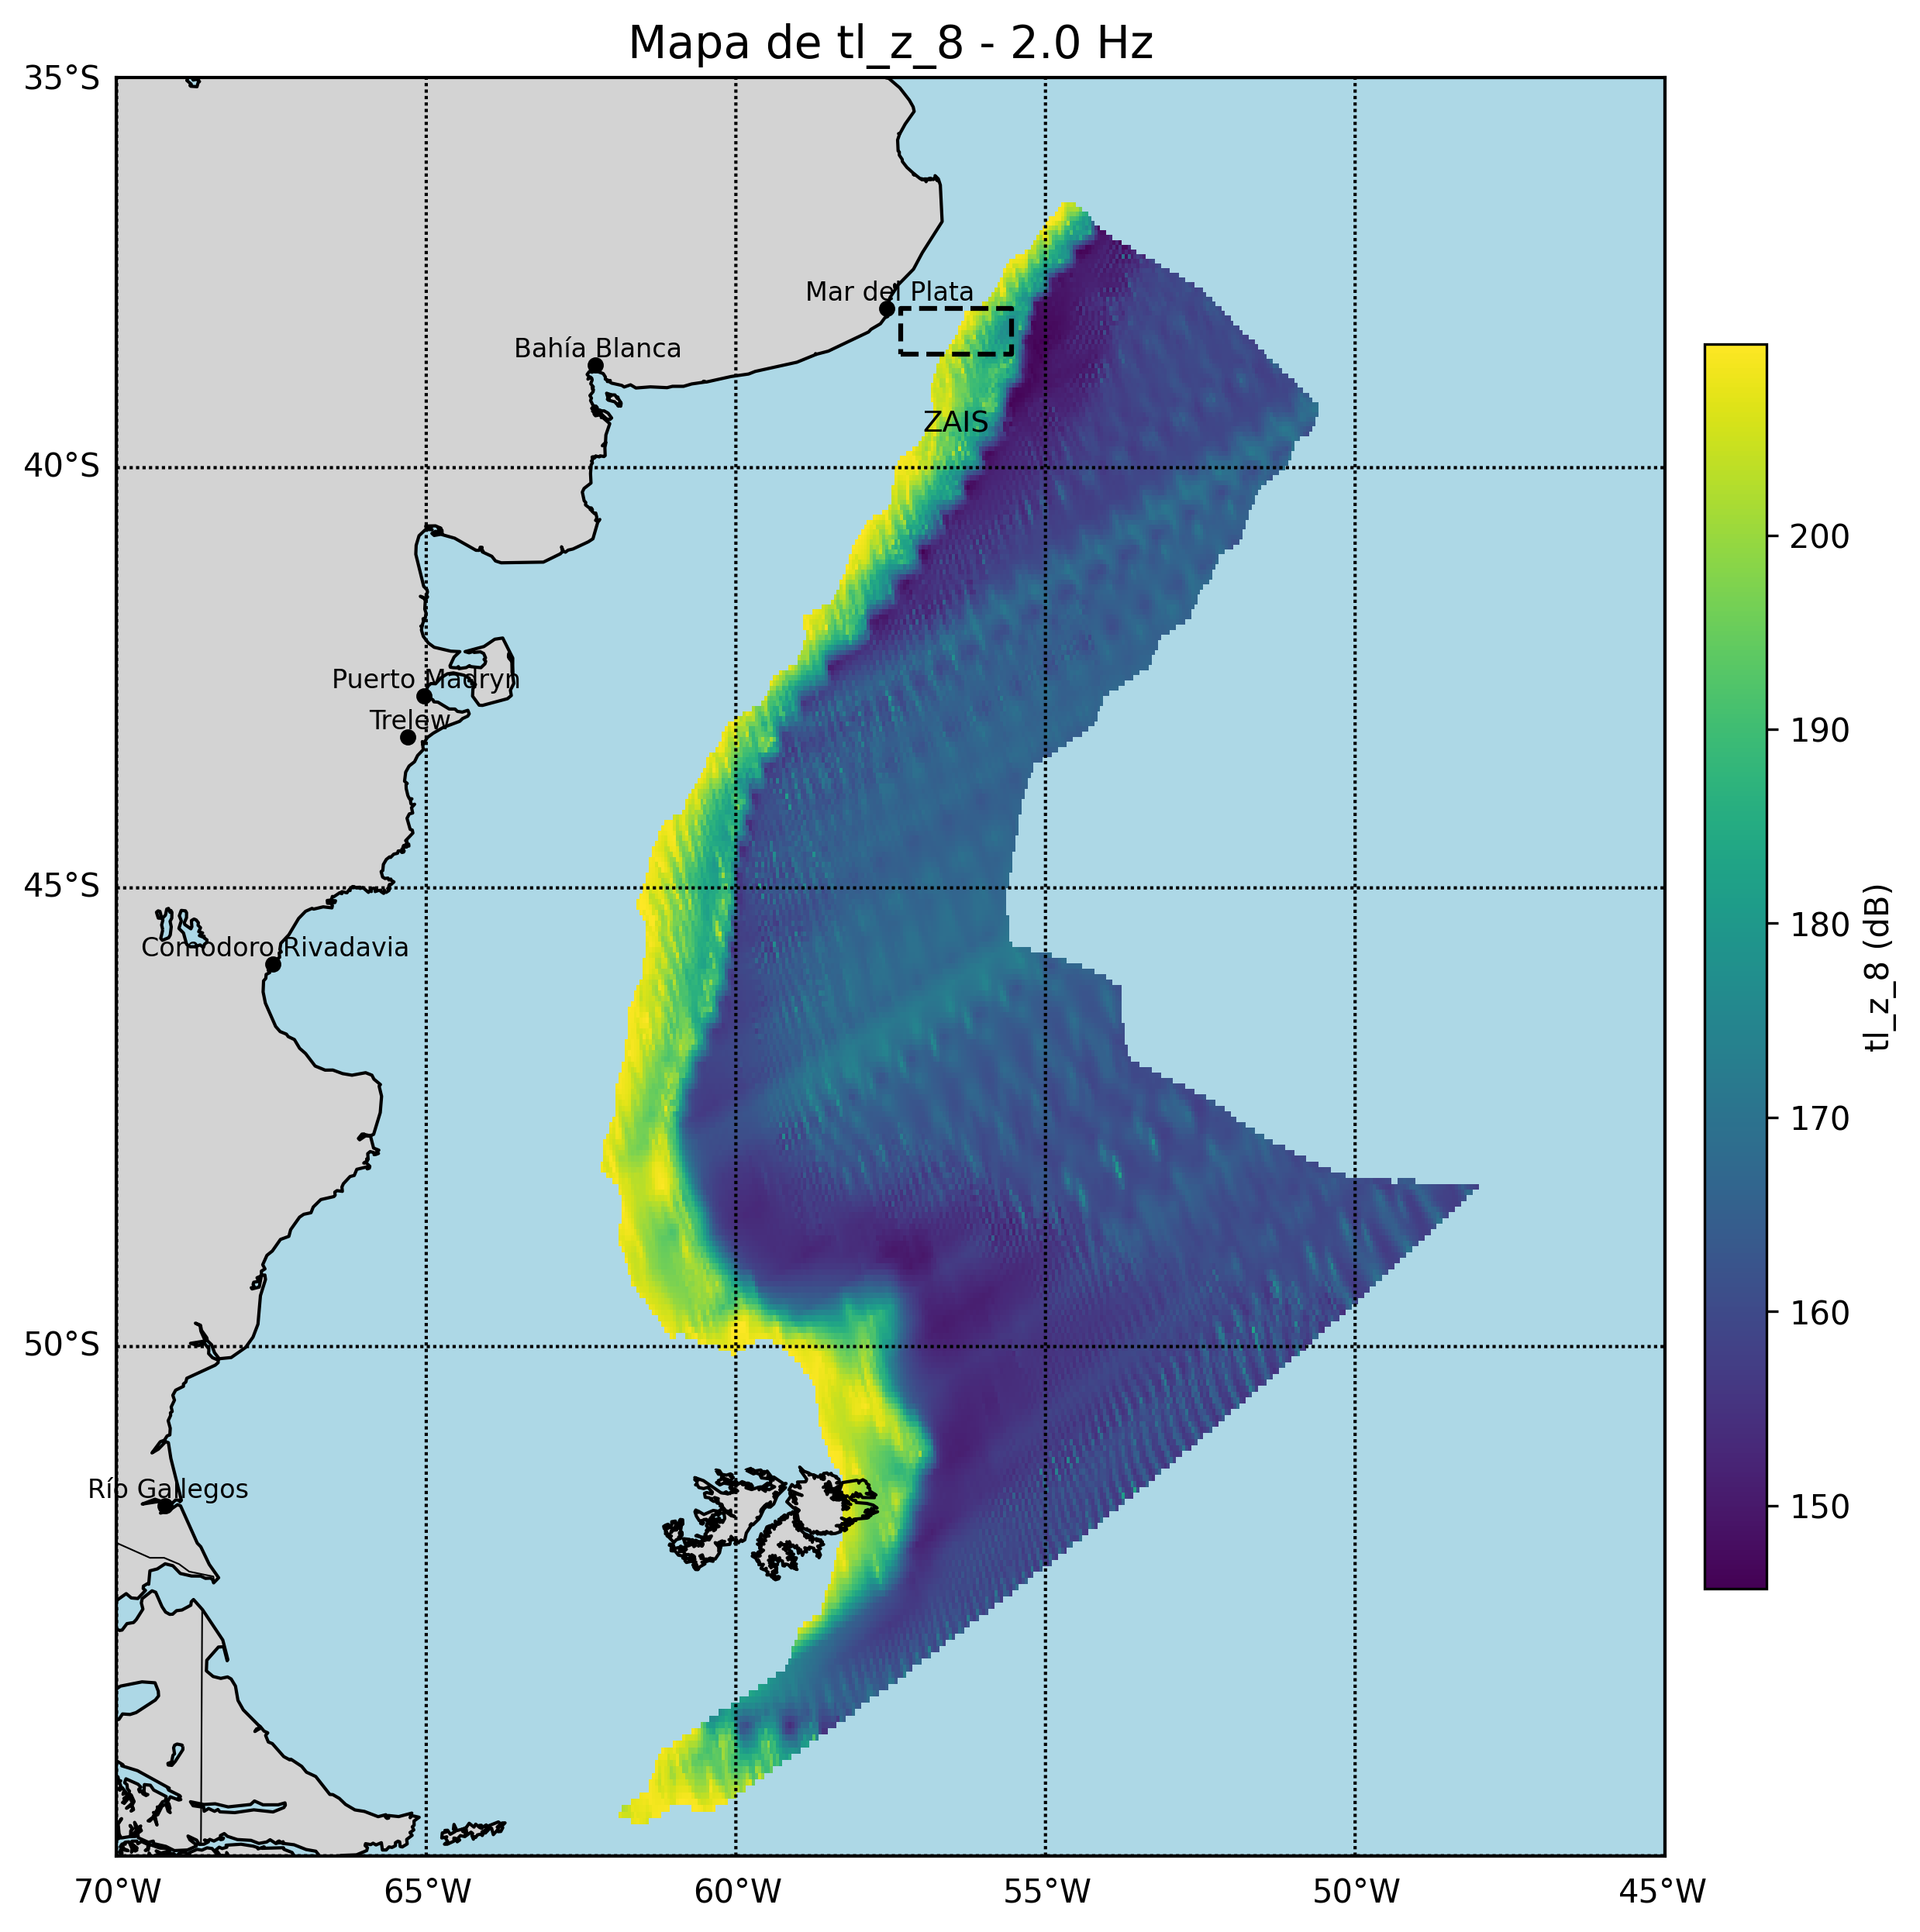 Mapa de tl_z_8 - 2.0 Hz
35°S
Mar del Plata
Bahía Blanca
ZAIS
40°S
200
Puerto Madryn
190
Trelew
45°S
180
tl_z_8 (dB)
Comodoro Rivadavia
170
160
50°S
Río Gallegos
150
70°W 65°W 60°W 55°W 50°W 45°W